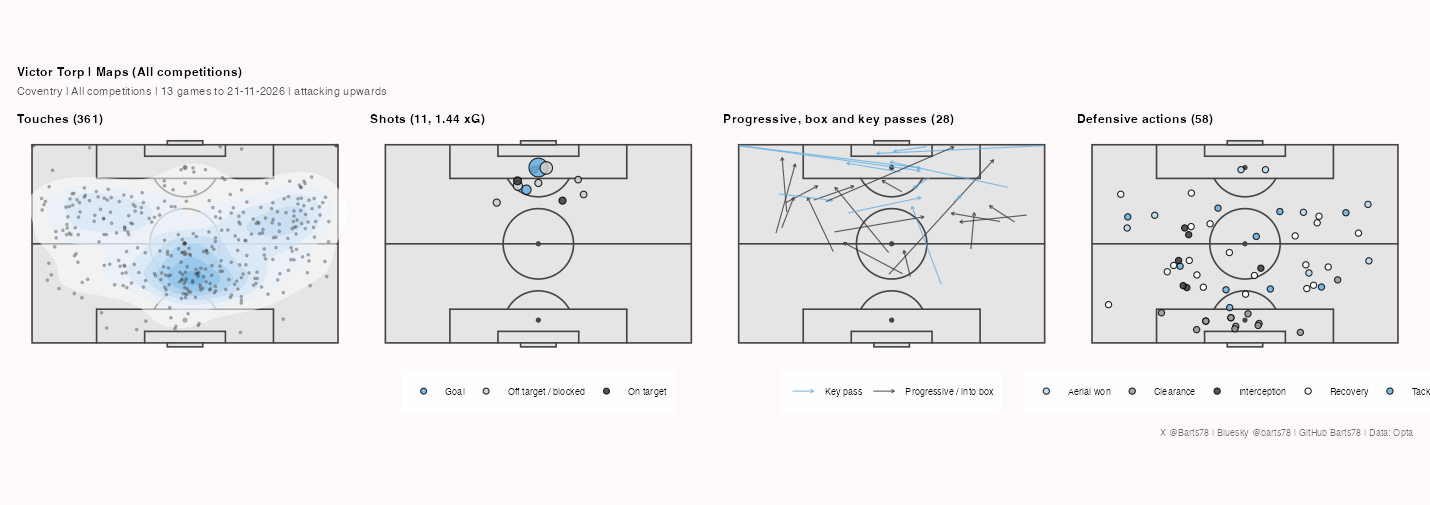 Victor Torp | Maps (All competitions)
Coventry | All competitions | 13 games to 21-11-2026 | attacking upwards
Touches (361)
Shots (11, 1.44 xG)
Progressive, box and key passes (28)
Defensive actions (58)
Goal
Off target / blocked
On target
Key pass
Progressive / into box
Aerial won
Clearance
Interception
Recovery
Tack
X @Barts78 | Bluesky @barts78 | GitHub Barts78 | Data: Opta